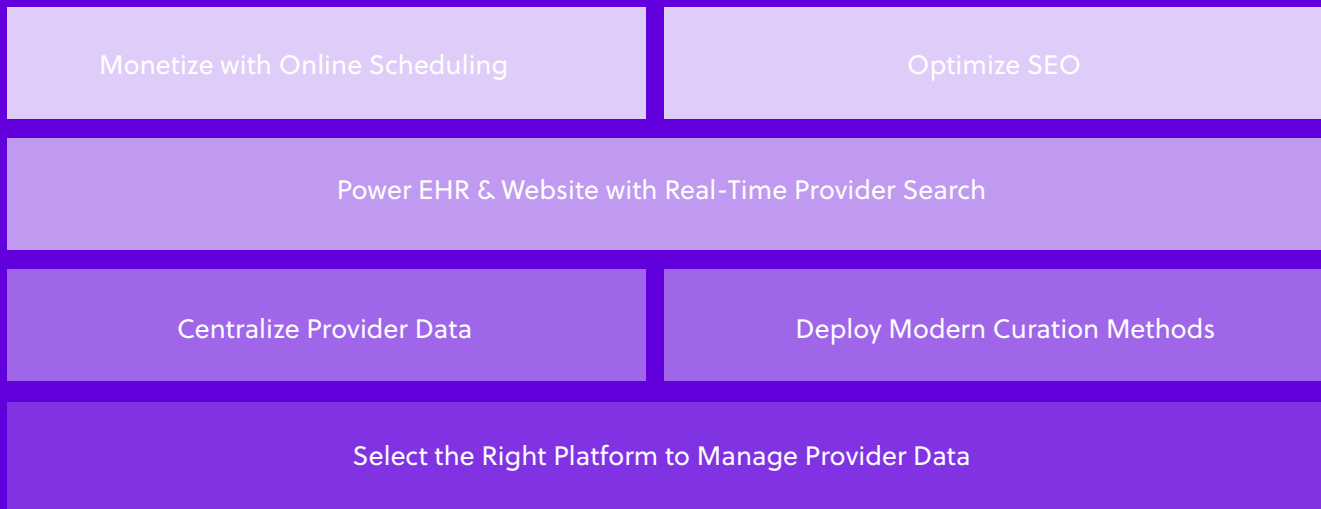 Monetize with Online Scheduling
Optimize SEO
Power EHR & Website with Real-Time Provider Search
Centralize Provider Data
Deploy Modern Curation Methods
Select the Right Platform to Manage Provider Data